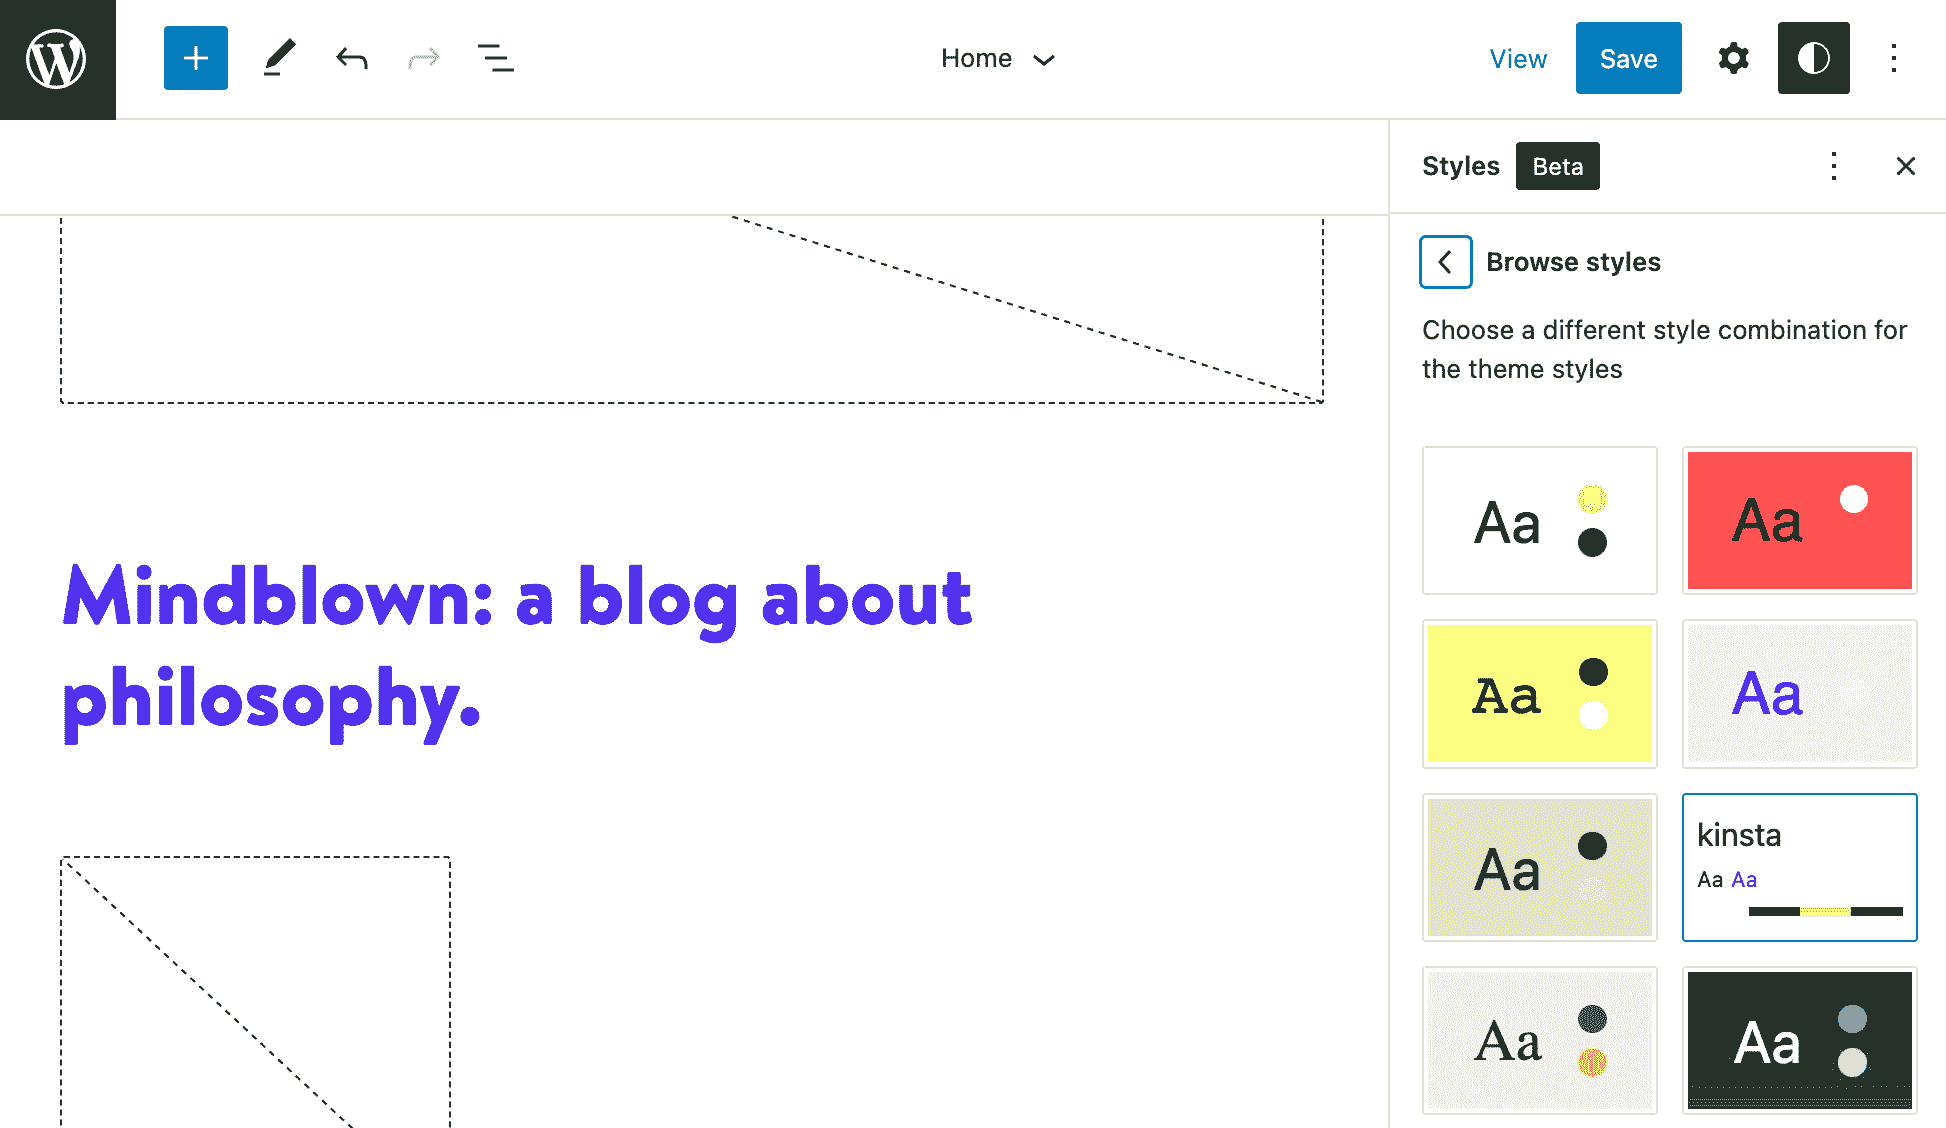 Home
View
Save
Styles
Beta
Browse styles
Choose a different style combination for
the theme styles
Mindblown: a blog about
philosophy.
Aa
Aa
Aa
Aa
Aa
kinsta
Aa Aa
Aa
Aa